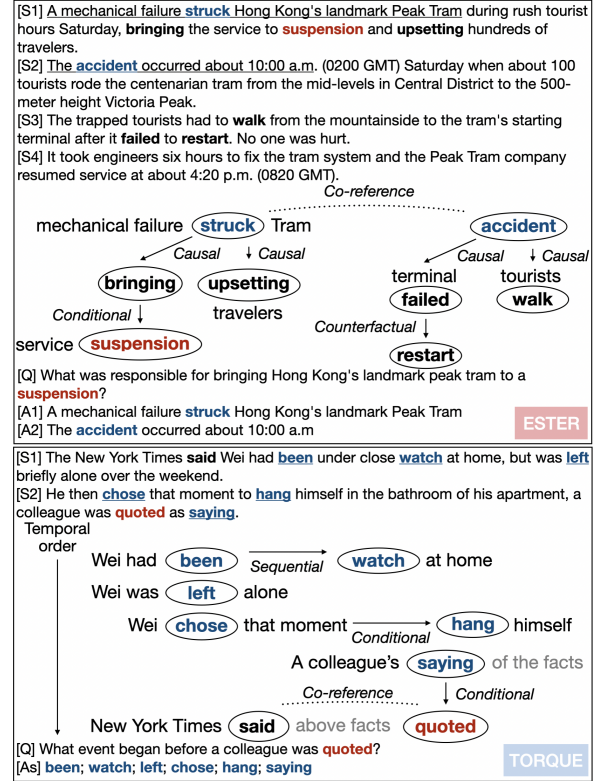 [S1] A mechanical failure struck Hong Kong's landmark Peak Tram during rush tourist
hours Saturday, bringing the service to suspension and upsetting hundreds of
travelers.
[S2] The accident occurred about 10:00 a.m. (0200 GMT) Saturday when about 100
tourists rode the centenarian tram from the mid-levels in Central District to the 500-
meter height Victoria Peak.
[S3] The trapped tourists had to walk from the mountainside to the tram's starting
terminal after it failed to restart. No one was hurt.
[S4] It took engineers six hours to fix the tram system and the Peak Tram company
resumed service at about 4:20 p.m. (0820 GMT).
Co-reference
mechanical failure struck Tram
accident
Causal
Causal
Causal
Causal
bringing
upsetting
travelers
terminal
failed
tourists
walk
Conditional
Counterfactual
service suspension
restart
[Q] What was responsible for bringing Hong Kong's landmark peak tram to a
suspension?
[A1] A mechanical failure struck Hong Kong's landmark Peak Tram
[A2] The accident occurred about 10:00 a.m
ESTER
[S1] The New York Times said Wei had been under close watch at home, but was left
briefly alone over the weekend.
[S2] He then chose that moment to hang himself in the bathroom of his apartment, a
colleague was quoted as saying.
Temporal
order
Wei had been Sequential watch at home
Wei was left alone
Wei chose that moment Conditional hang himself
A colleague's saying of the facts
Co-reference
Conditional
New York Times said above facts quoted
[Q] What event began before a colleague was quoted?
[As] been; watch; left; chose; hang; saying
TORQUE